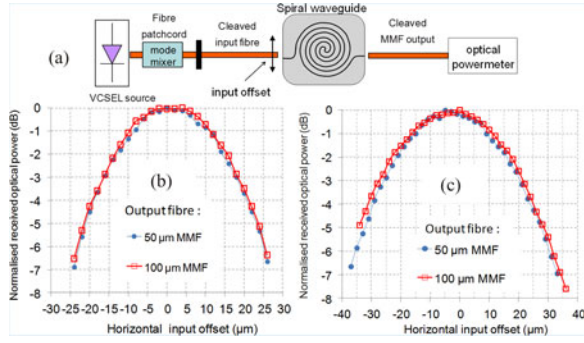 (a)
Fibre patchcord
mode mixer
VCSEL source
Cleaved input fibre
input offset
Spiral waveguide
Cleaved MMF output
optical powermeter
(b)
Normalised received optical power (dB)
0
-1
-2
-3
-4
-5
-6
-7
-8
-30 -25 -20 -15 -10 -5 0 5 10 15 20 25 30
Horizontal input offset (µm)
Output fibre :
50 µm MMF
100 µm MMF
(c)
Normalised received optical power (dB)
0
-1
-2
-3
-4
-5
-6
-7
-8
-40 -30 -20 -10 0 10 20 30 40
Horizontal input offset (µm)
Output fibre :
50 µm MMF
100 µm MMF